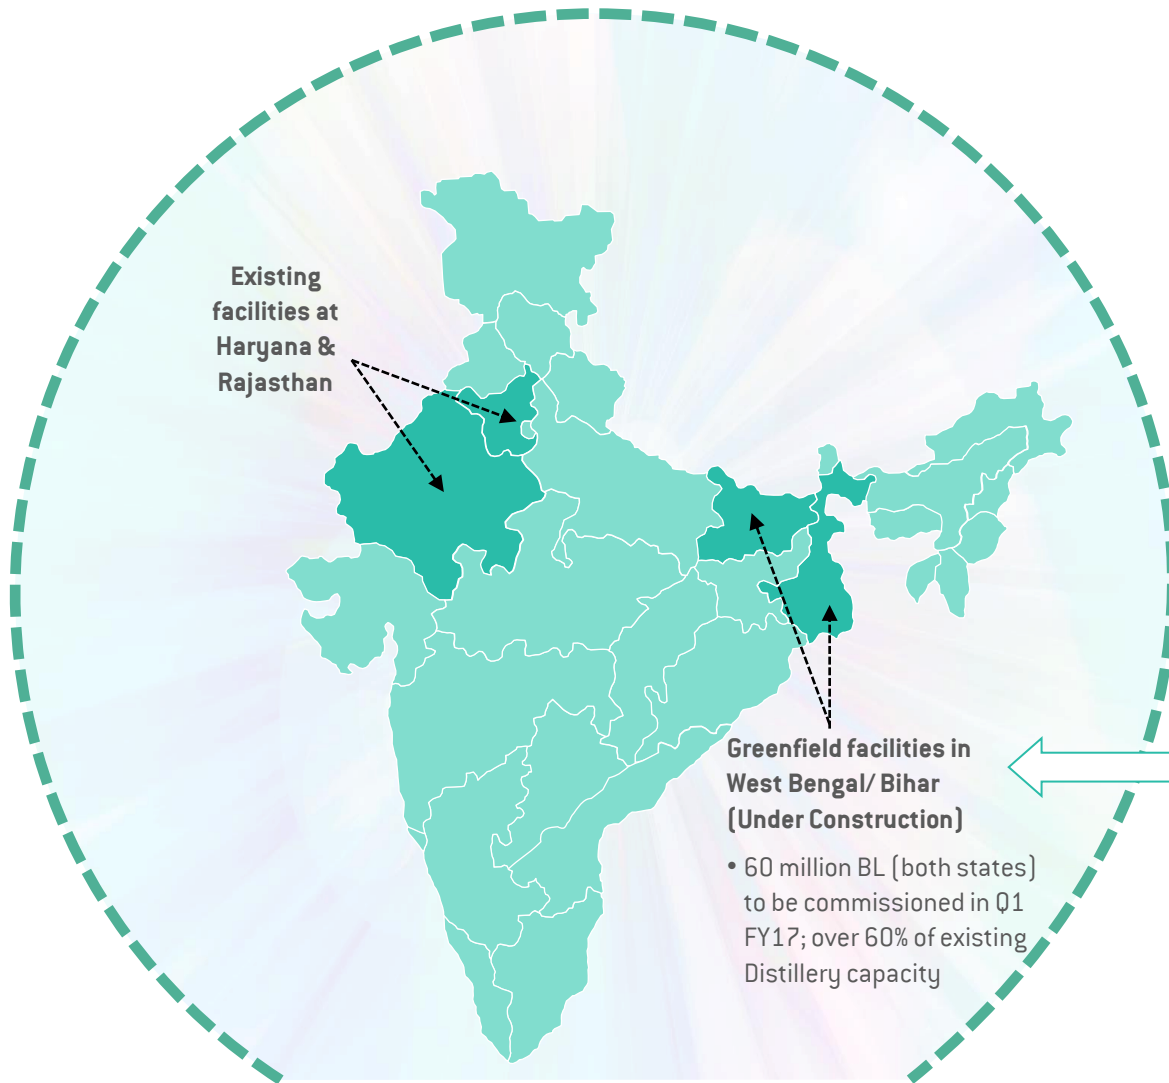 Existing
facilities at
Haryana &
Rajasthan
Greenfield facilities in
West Bengal/ Bihar
(Under Construction)
• 60 million BL (both states)
to be commissioned in Q1
FY17; over 60% of existing
Distillery capacity